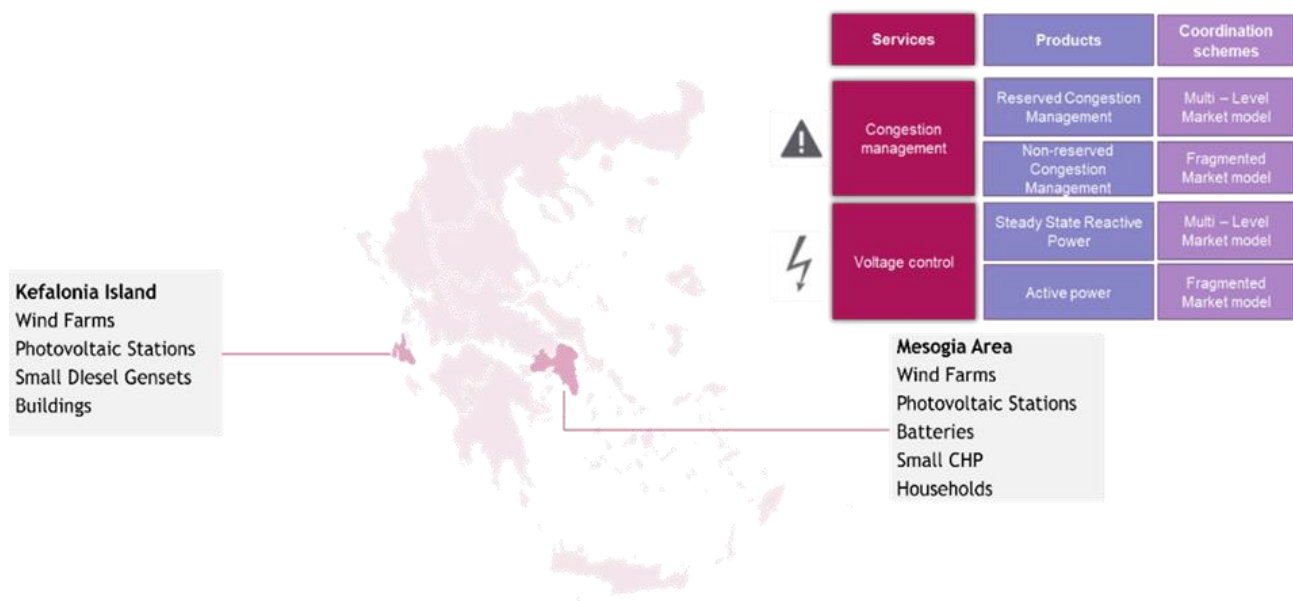 Services
Products
Coordination
schemes
Congestion
management
Reserved Congestion
Management
Multi – Level
Market model
Non-reserved
Congestion
Management
Fragmented
Market model
Voltage control
Steady State Reactive
Power
Multi – Level
Market model
Active power
Fragmented
Market model
Kefalonia Island
Wind Farms
Photovoltaic Stations
Small DIesel Gensets
Buildings
Mesogia Area
Wind Farms
Photovoltaic Stations
Batteries
Small CHP
Households